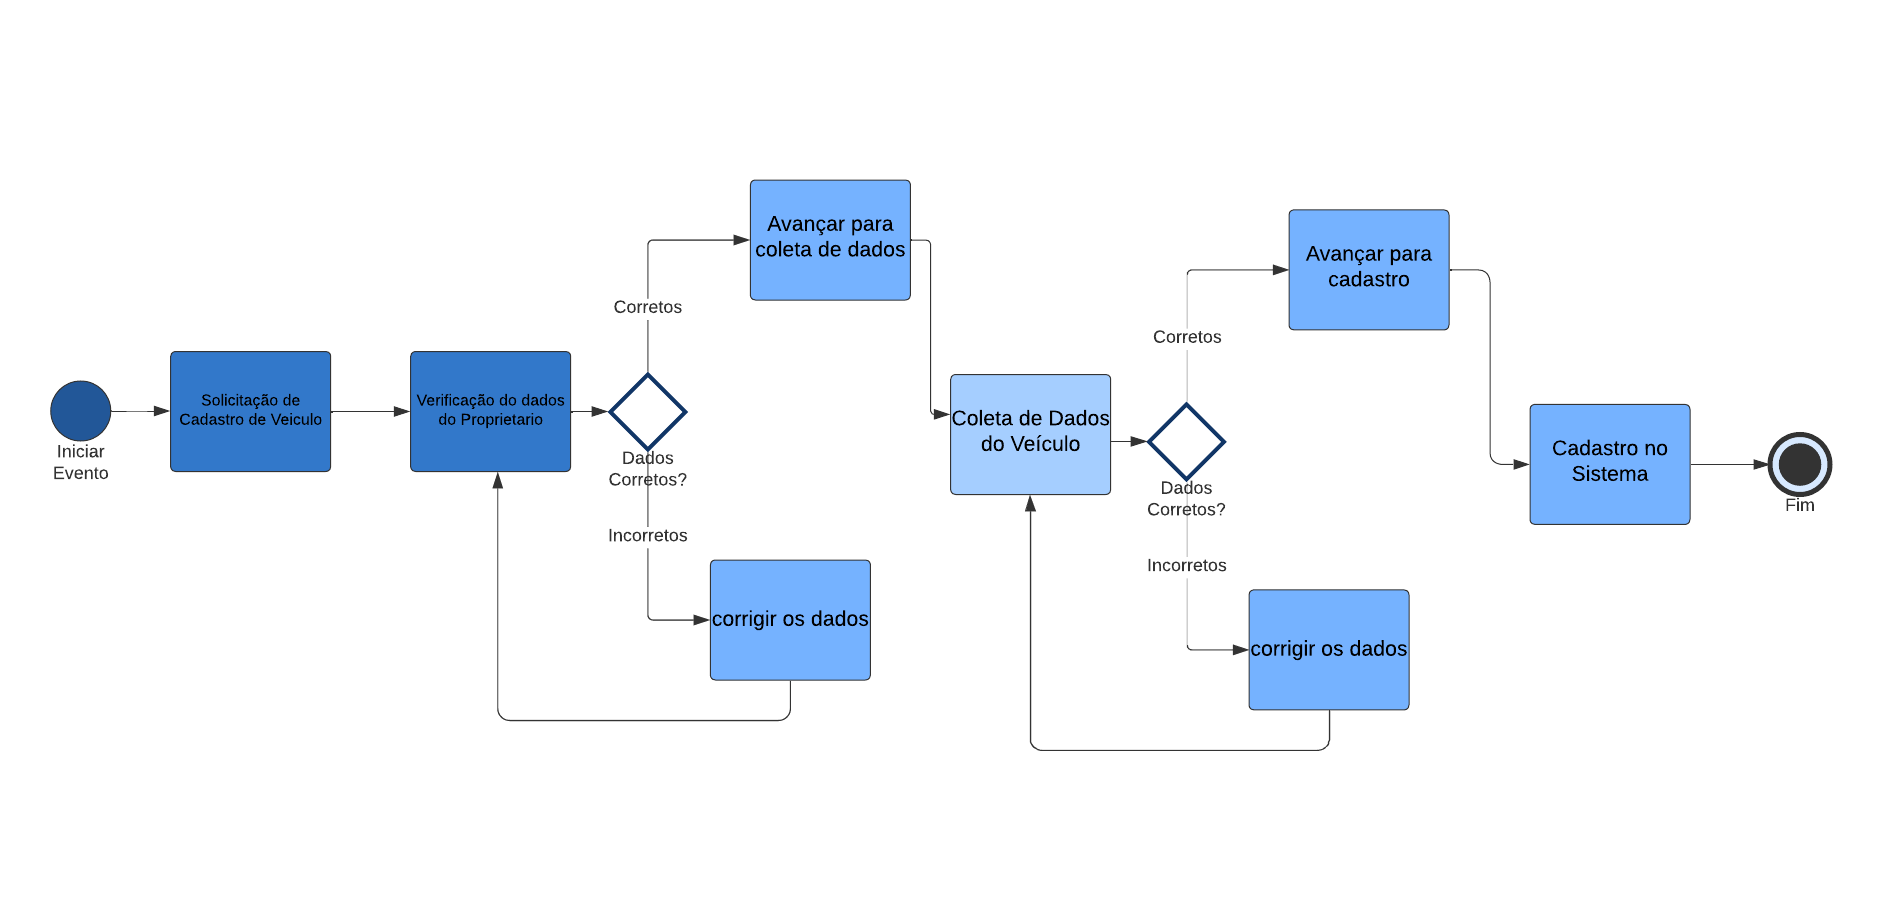 Iniciar
Evento
Solicitação de
Cadastro de Veiculo
Verificação do dados
do Proprietario
Dados
Corretos?
Corretos
Avançar para
coleta de dados
Incorretos
corrigir os dados
Coleta de Dados
do Veículo
Dados
Corretos?
Corretos
Avançar para
cadastro
Incorretos
corrigir os dados
Cadastro no
Sistema
Fim